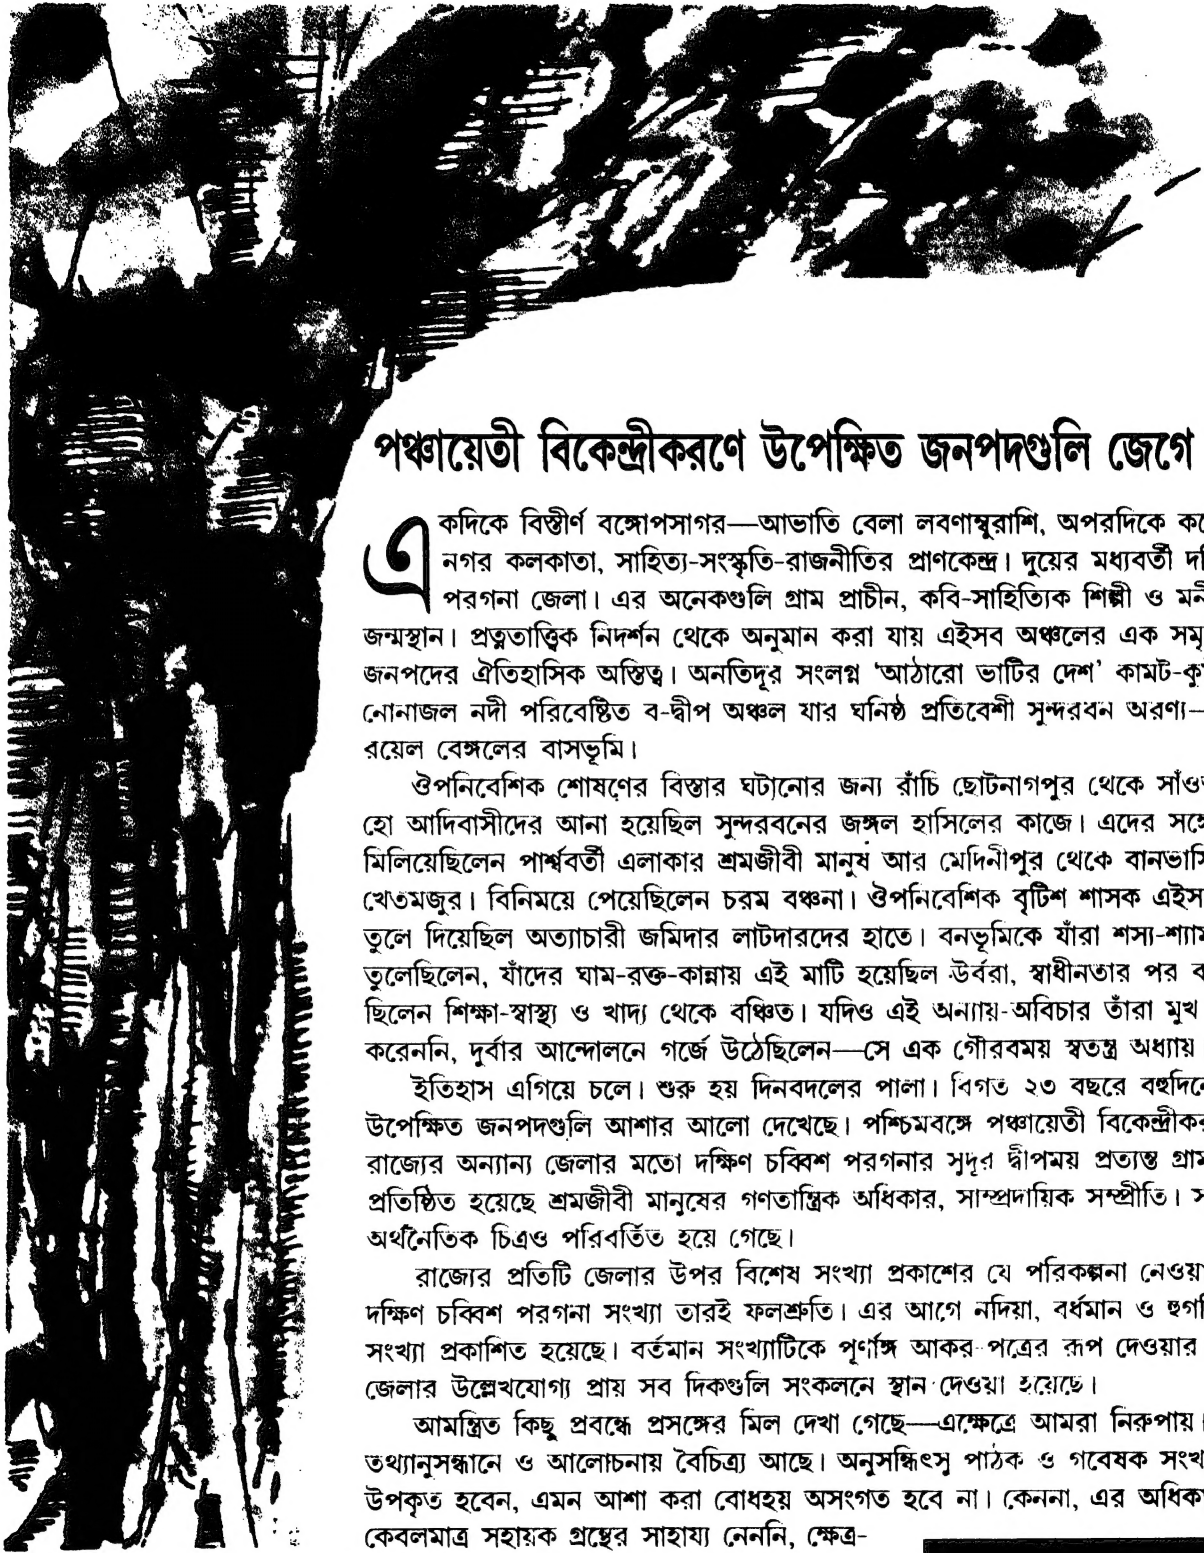 পঞ্চায়েতী বিকেন্দ্রীকরণে উপেক্ষিত জনপদগুলি জেগে
একদিকে বিস্তীর্ণ বঙ্গোপসাগর—আভাতি বেলা লবণাম্বুরাশি, অপরদিকে
নগর কলকাতা, সাহিত্য-সংস্কৃতি-রাজনীতির প্রাণকেন্দ্র। দুয়ের মধ্যবর্তী
পরগনা জেলা। এর অনেকগুলি গ্রাম প্রাচীন, কবি-সাহিত্যিক শিল্পী ও
জন্মস্থান। প্রত্নতাত্ত্বিক নিদর্শন থেকে অনুমান করা যায় এইসব অঞ্চলের এক
জনপদের ঐতিহাসিক অস্তিত্ব। অনতিদূর সংলগ্ন ‘আঠারো ভাটির দেশ’ কামট-
নোনাজল নদী পরিবেষ্টিত ব-দ্বীপ অঞ্চল যার ঘনিষ্ঠ প্রতিবেশী সুন্দরবন অরণ্য—
রয়েল বেঙ্গলের বাসভূমি।
ঔপনিবেশিক শোষণের বিস্তার ঘটানোর জন্য রাঁচি ছোটনাগপুর থেকে
হো আদিবাসীদের আনা হয়েছিল সুন্দরবনের জঙ্গল হাসিলের কাজে। এদের সঙ্গে
মিলিয়েছিলেন পার্শ্ববর্তী এলাকার শ্রমজীবী মানুষ আর মেদিনীপুর থেকে
খেতমজুর। বিনিময়ে পেয়েছিলেন চরম বঞ্চনা। ঔপনিবেশিক বৃটিশ শাসক
তুলে দিয়েছিল অত্যাচারী জমিদার লাটদারদের হাতে। বনভূমিকে যাঁরা
তুলেছিলেন, যাঁদের ঘাম-রক্ত-কান্নায় এই মাটি হয়েছিল উর্বরা, স্বাধীনতার পর
ছিলেন শিক্ষা-স্বাস্থ্য ও খাদ্য থেকে বঞ্চিত। যদিও এই অন্যায়-অবিচার তাঁরা মুখ
করেননি, দুর্বার আন্দোলনে গর্জে উঠেছিলেন—সে এক গৌরবময় স্বতন্ত্র অধ্যায়
ইতিহাস এগিয়ে চলে। শুরু হয় দিনবদলের পালা। বিগত ২৩ বছরে
উপেক্ষিত জনপদগুলি আশার আলো দেখেছে। পশ্চিমবঙ্গে পঞ্চায়েতী
রাজ্যের অন্যান্য জেলার মতো দক্ষিণ চব্বিশ পরগনার সুদূর দ্বীপময় প্রত্যন্ত
প্রতিষ্ঠিত হয়েছে শ্রমজীবী মানুষের গণতান্ত্রিক অধিকার, সাম্প্রদায়িক সম্প্রীতি।
অর্থনৈতিক চিত্রও পরিবর্তিত হয়ে গেছে।
রাজ্যের প্রতিটি জেলার উপর বিশেষ সংখ্যা প্রকাশের যে পরিকল্পনা
দক্ষিণ চব্বিশ পরগনা সংখ্যা তারই ফলশ্রুতি। এর আগে নদিয়া, বর্ধমান ও
সংখ্যা প্রকাশিত হয়েছে। বর্তমান সংখ্যাটিকে পূর্ণাঙ্গ আকর পত্রের রূপ দেওয়ার
জেলার উল্লেখযোগ্য প্রায় সব দিকগুলি সংকলনে স্থান দেওয়া হয়েছে।
আমন্ত্রিত কিছু প্রবন্ধে প্রসঙ্গের মিল দেখা গেছে—এক্ষেত্রে আমরা নিরুপায়।
তথ্যানুসন্ধানে ও আলোচনায় বৈচিত্র্য আছে। অনুসন্ধিৎসু পাঠক ও গবেষক
উপকৃত হবেন, এমন আশা করা বোধহয় অসংগত হবে না। কেননা, এর
কেবলমাত্র সহায়ক গ্রন্থের সাহায্য নেননি, ক্ষেত্র-